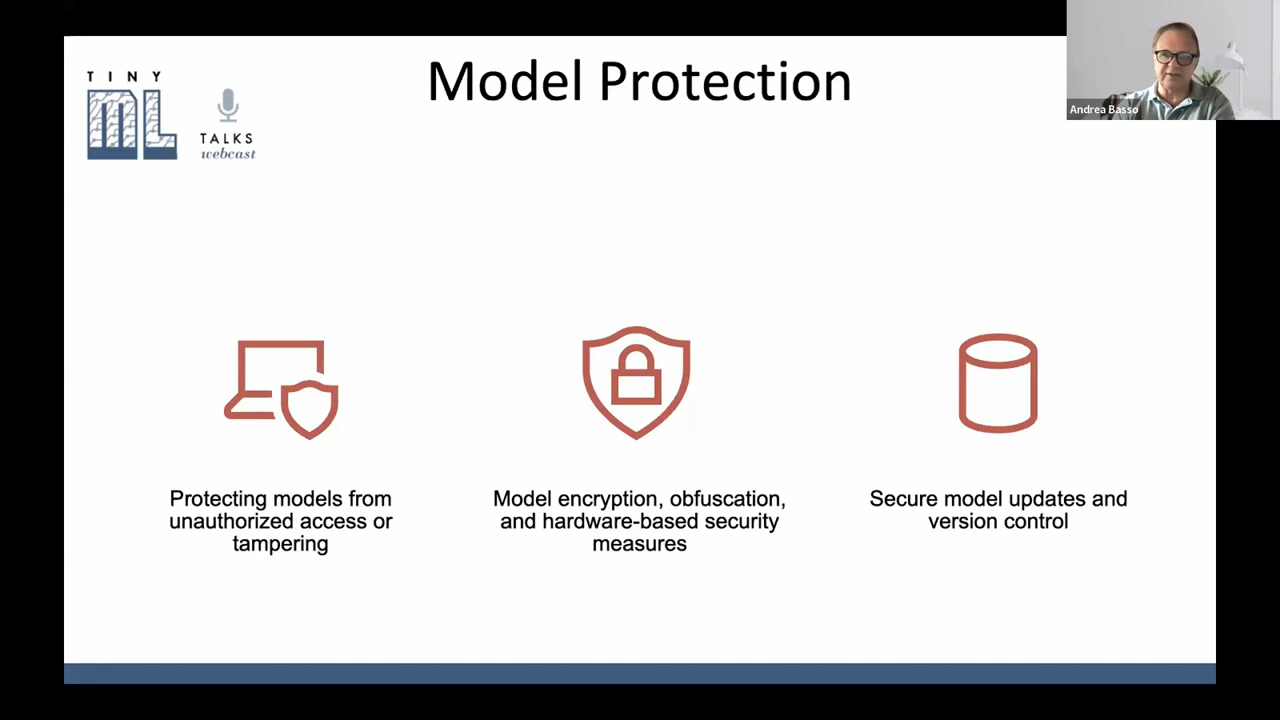 Model Protection
TINY
ML
TALKS
webcast
Andrea Basso
Protecting models from
unauthorized access or
tampering
Model encryption, obfuscation,
and hardware-based security
measures
Secure model updates and
version control